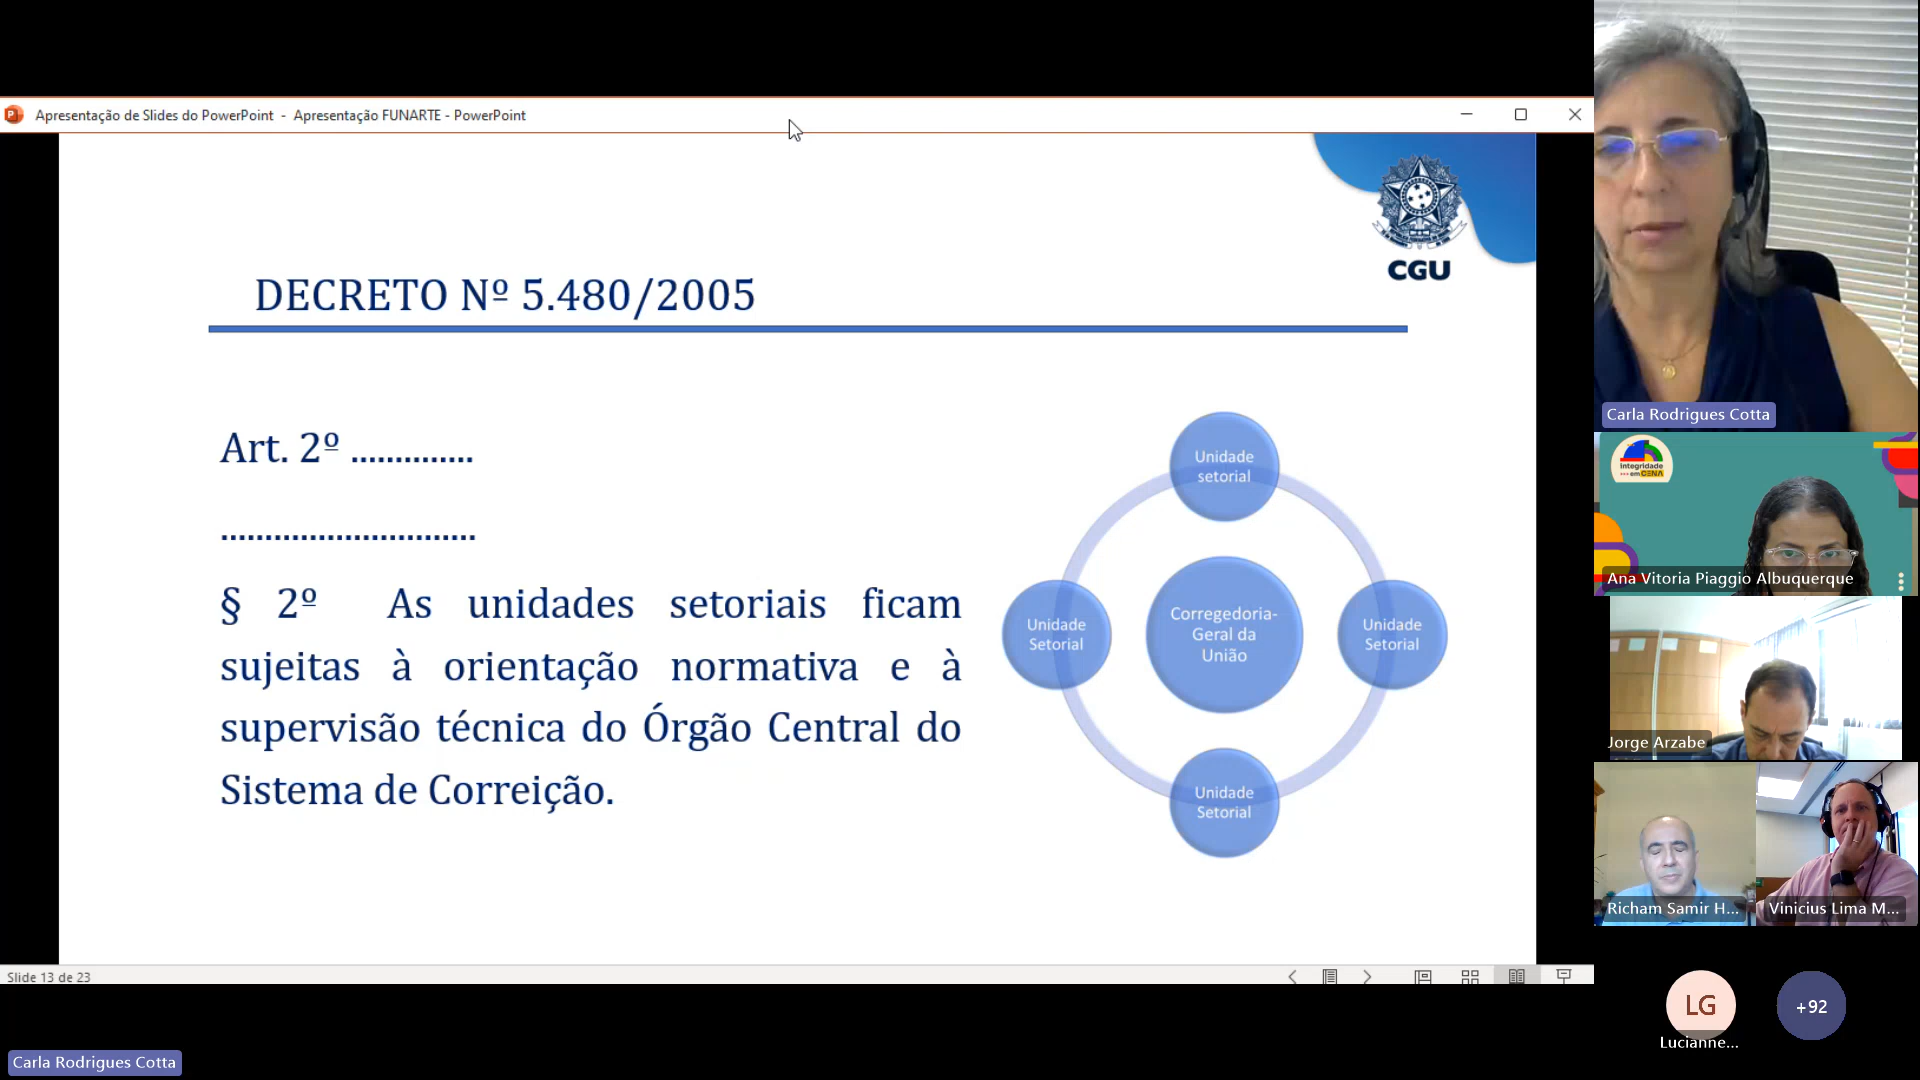 Apresentação de Slides do PowerPoint - Apresentação FUNARTE - PowerPoint
CGU
DECRETO Nº 5.480/2005
Art. 2º ..............
.............................
§ 2º As unidades setoriais ficam
sujeitas à orientação normativa e à
supervisão técnica do Órgão Central do
Sistema de Correição.
Unidade
setorial
Unidade
Setorial
Corregedoria-
Geral da
União
Unidade
Setorial
Unidade
Setorial
Slide 13 de 23
Carla Rodrigues Cotta
Carla Rodrigues Cotta
integridade
em CENA
Ana Vitoria Piaggio Albuquerque
Jorge Arzabe
Richam Samir H...
Vinicius Lima M...
LG
Lucianne...
+92